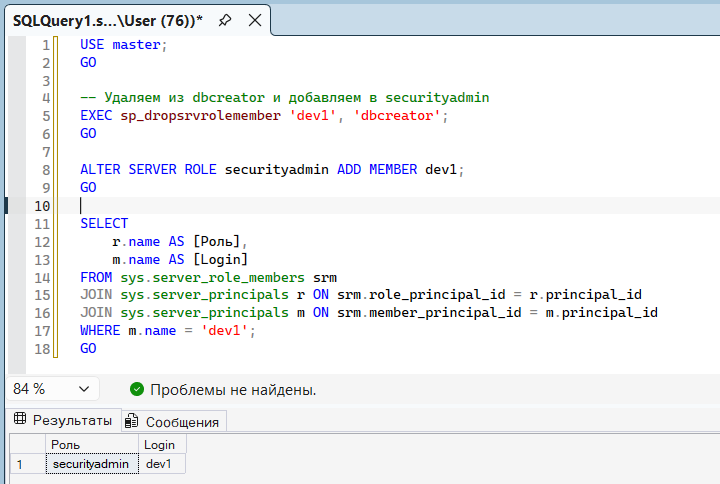 SQLQuery1.s...\User (76))*
1 USE master;
2 GO
3
4 -- Удаляем из dbcreator и добавляем в securityadmin
5 EXEC sp_dropsrvrolemember 'dev1', 'dbcreator';
6 GO
7
8 ALTER SERVER ROLE securityadmin ADD MEMBER dev1;
9 GO
10
11 SELECT
12 r.name AS [Роль],
13 m.name AS [Login]
14 FROM sys.server_role_members srm
15 JOIN sys.server_principals r ON srm.role_principal_id = r.principal_id
16 JOIN sys.server_principals m ON srm.member_principal_id = m.principal_id
17 WHERE m.name = 'dev1';
18 GO
84 % Проблемы не найдены.
Результаты Сообщения
Роль Login
1 securityadmin dev1